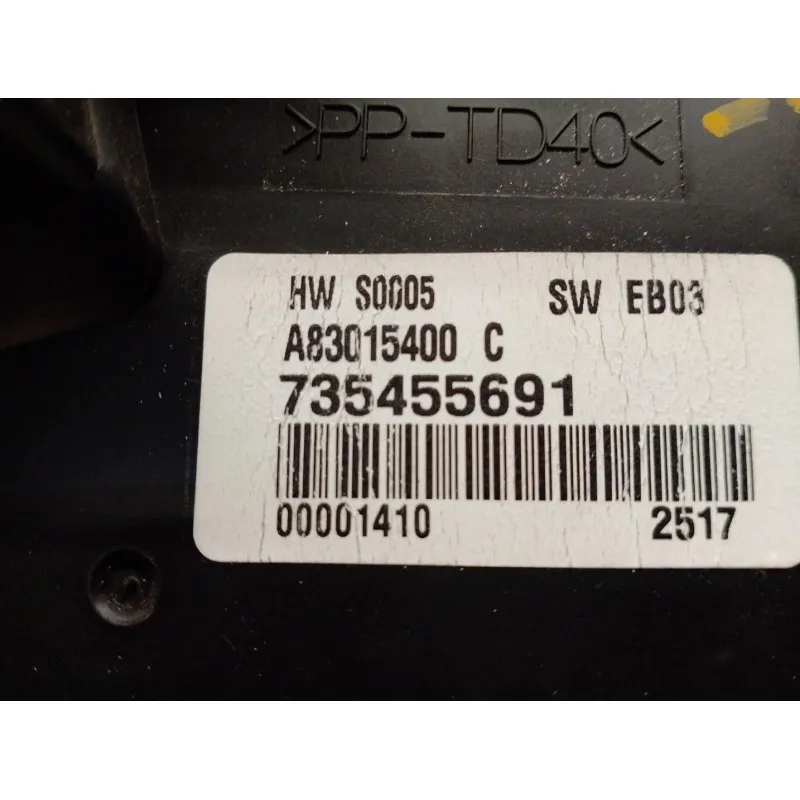 >PP-TD40<
HW S0005 SW EB03
A83015400 C
735455691
00001410 2517